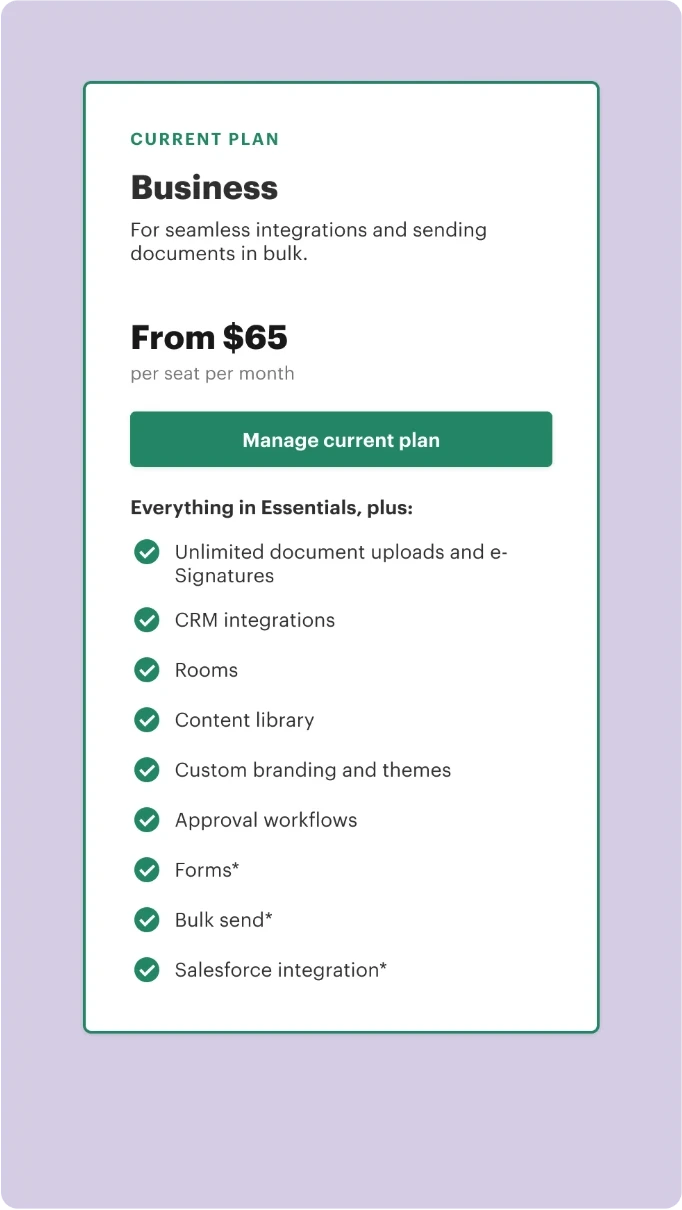 CURRENT PLAN
Business
For seamless integrations and sending
documents in bulk.
From $65
per seat per month
Manage current plan
Everything in Essentials, plus:
Unlimited document uploads and e-
Signatures
CRM integrations
Rooms
Content library
Custom branding and themes
Approval workflows
Forms*
Bulk send*
Salesforce integration*